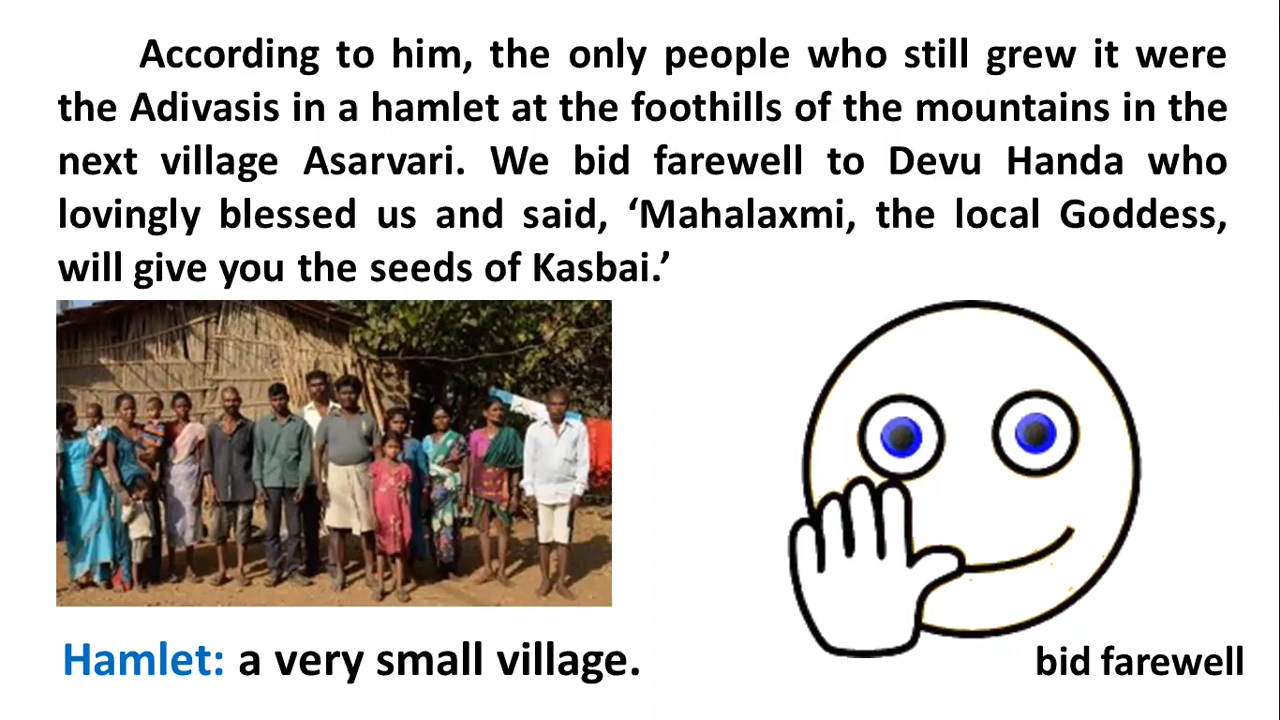 According to him, the only people who still grew it were
the Adivasis in a hamlet at the foothills of the mountains in the
next village Asarvari. We bid farewell to Devu Handa who
lovingly blessed us and said, ‘Mahalaxmi, the local Goddess,
will give you the seeds of Kasbai.’
Hamlet: a very small village.
bid farewell